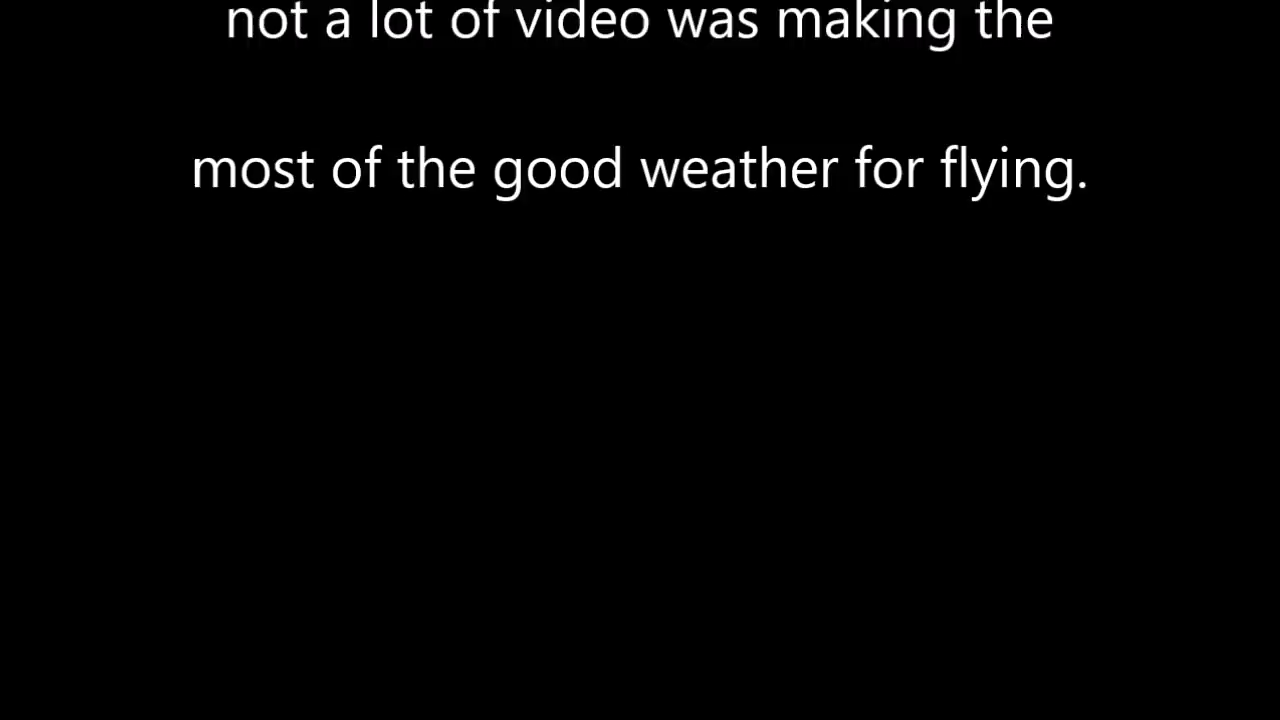 not a lot of video was making the
most of the good weather for flying.